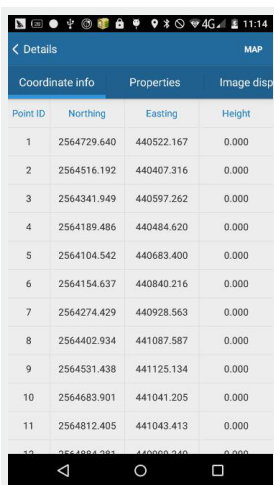 4G 11:14
Details MAP
Coordinate info Properties Image disp
Point ID Northing Easting Height
1 2564729.640 440522.167 0.000
2 2564516.192 440407.316 0.000
3 2564341.949 440597.262 0.000
4 2564189.486 440484.620 0.000
5 2564104.542 440683.400 0.000
6 2564154.637 440840.216 0.000
7 2564274.429 440928.563 0.000
8 2564402.934 441087.587 0.000
9 2564531.438 441125.134 0.000
10 2564683.901 441041.205 0.000
11 2564812.405 441043.413 0.000